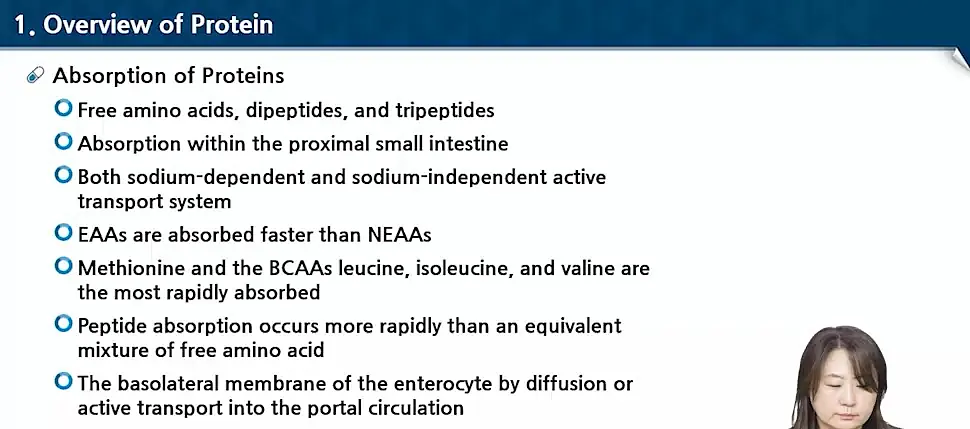 1. Overview of Protein
Absorption of Proteins
Free amino acids, dipeptides, and tripeptides
Absorption within the proximal small intestine
Both sodium-dependent and sodium-independent active
transport system
EAAs are absorbed faster than NEAAs
Methionine and the BCAAs leucine, isoleucine, and valine are
the most rapidly absorbed
Peptide absorption occurs more rapidly than an equivalent
mixture of free amino acid
The basolateral membrane of the enterocyte by diffusion or
active transport into the portal circulation